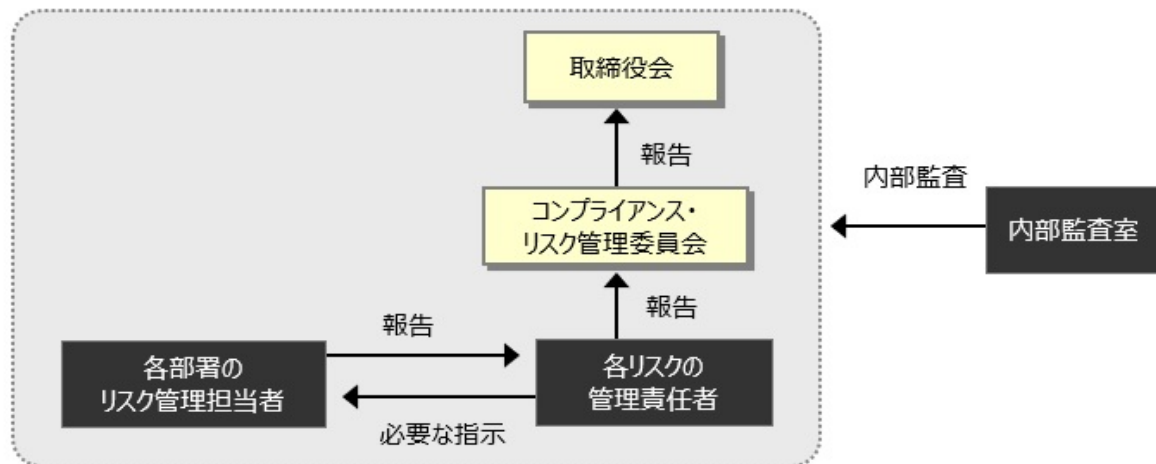 取締役会
報告
内部監査
コンプライアンス・
リスク管理委員会
内部監査室
報告
報告
各部署の
リスク管理担当者
各リスクの
管理責任者
必要な指示